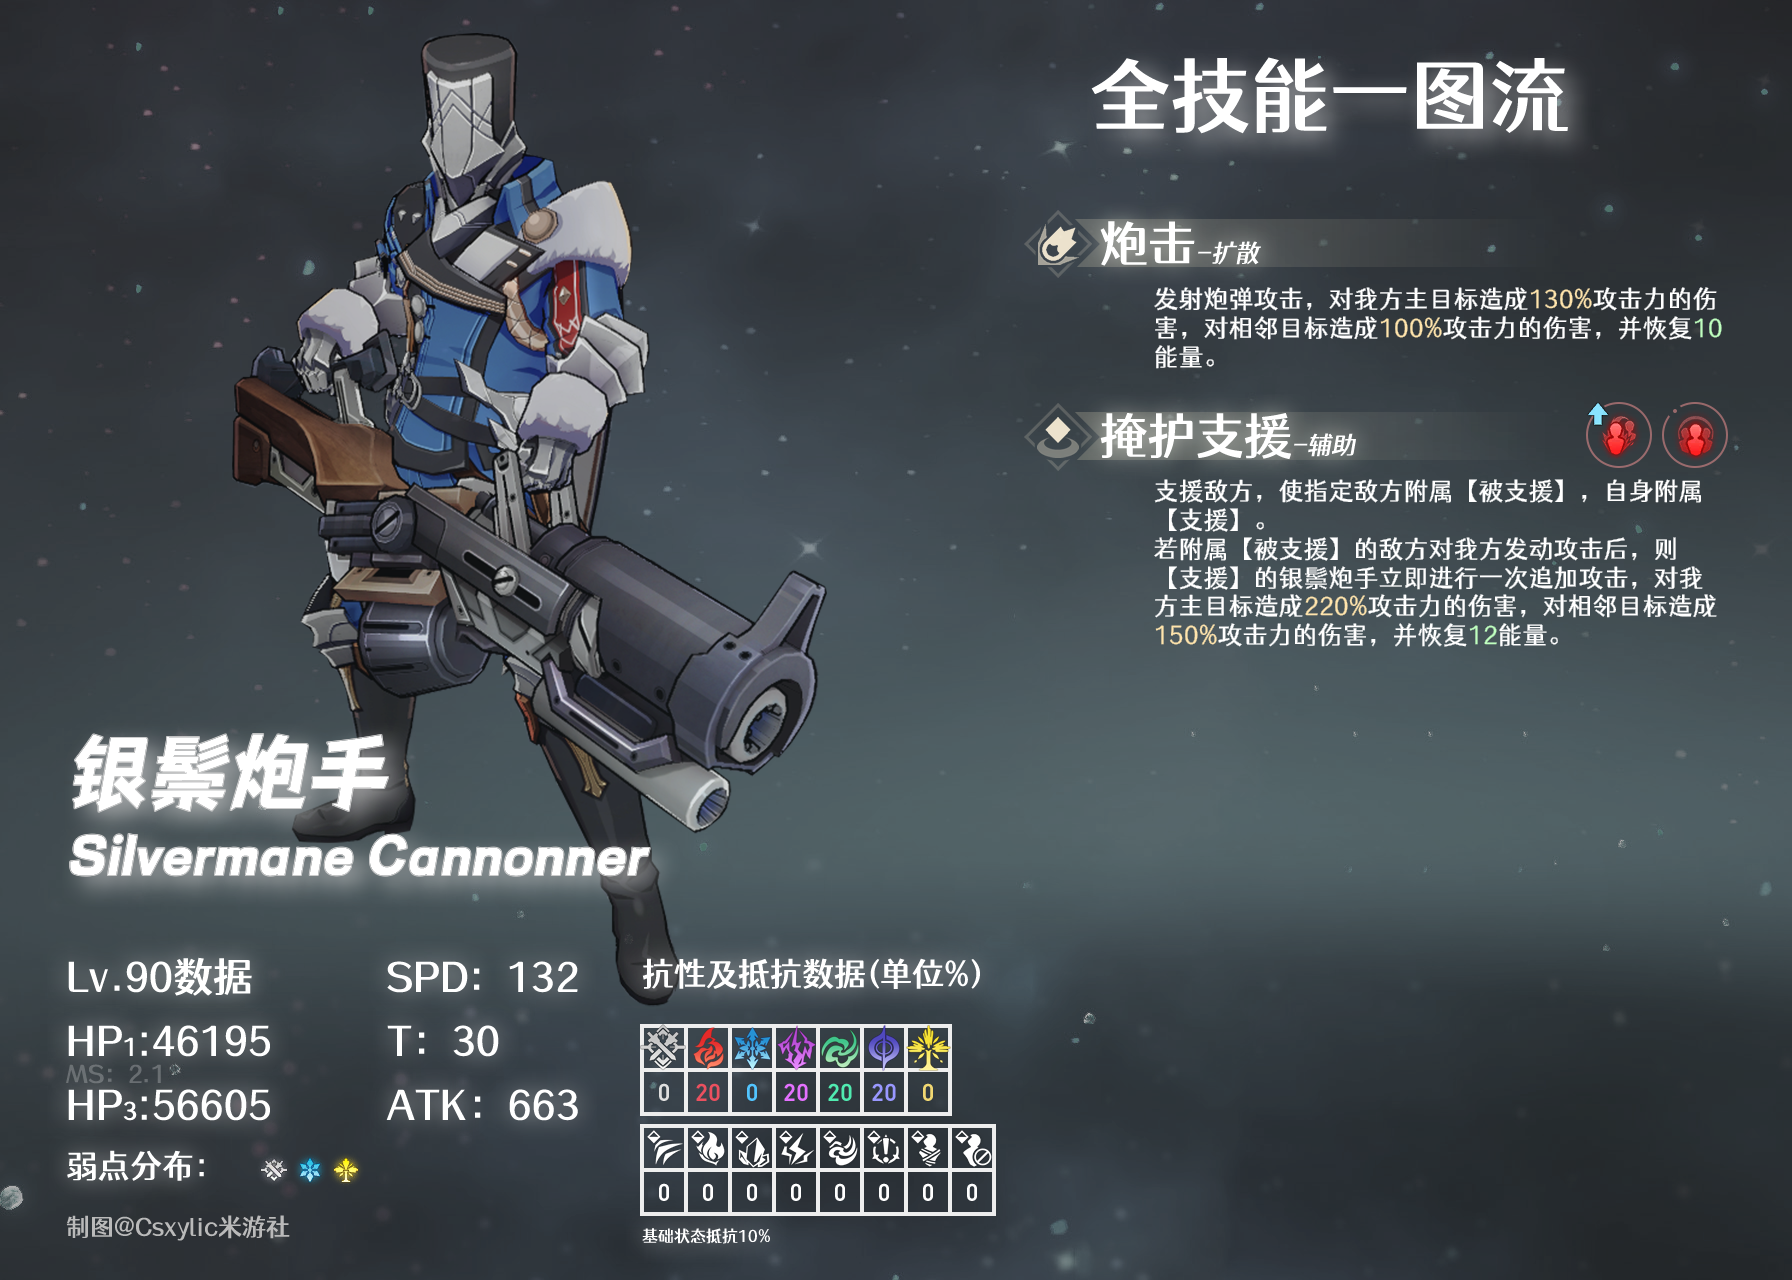 全技能一图流
炮击-扩散
发射炮弹攻击，对我方主目标造成130%攻击力的伤
害，对相邻目标造成100%攻击力的伤害，并恢复10
能量。
掩护支援-辅助
支援敌方，使指定敌方附属【被支援】，自身附属
【支援】。
若附属【被支援】的敌方对我方发动攻击后，则
【支援】的银鬃炮手立即进行一次追加攻击，对我
方主目标造成220%攻击力的伤害，对相邻目标造成
150%攻击力的伤害，并恢复12能量。
银鬃炮手
Silvermane Cannonner
Lv.90数据
SPD：132
HP1:46195
T：30
MS：2.1
HP3:56605
ATK：663
弱点分布：
制图@Csxylic米游社
抗性及抵抗数据(单位%)
0 20 0 20 20 20 0
0 0 0 0 0 0 0 0
基础状态抵抗10%